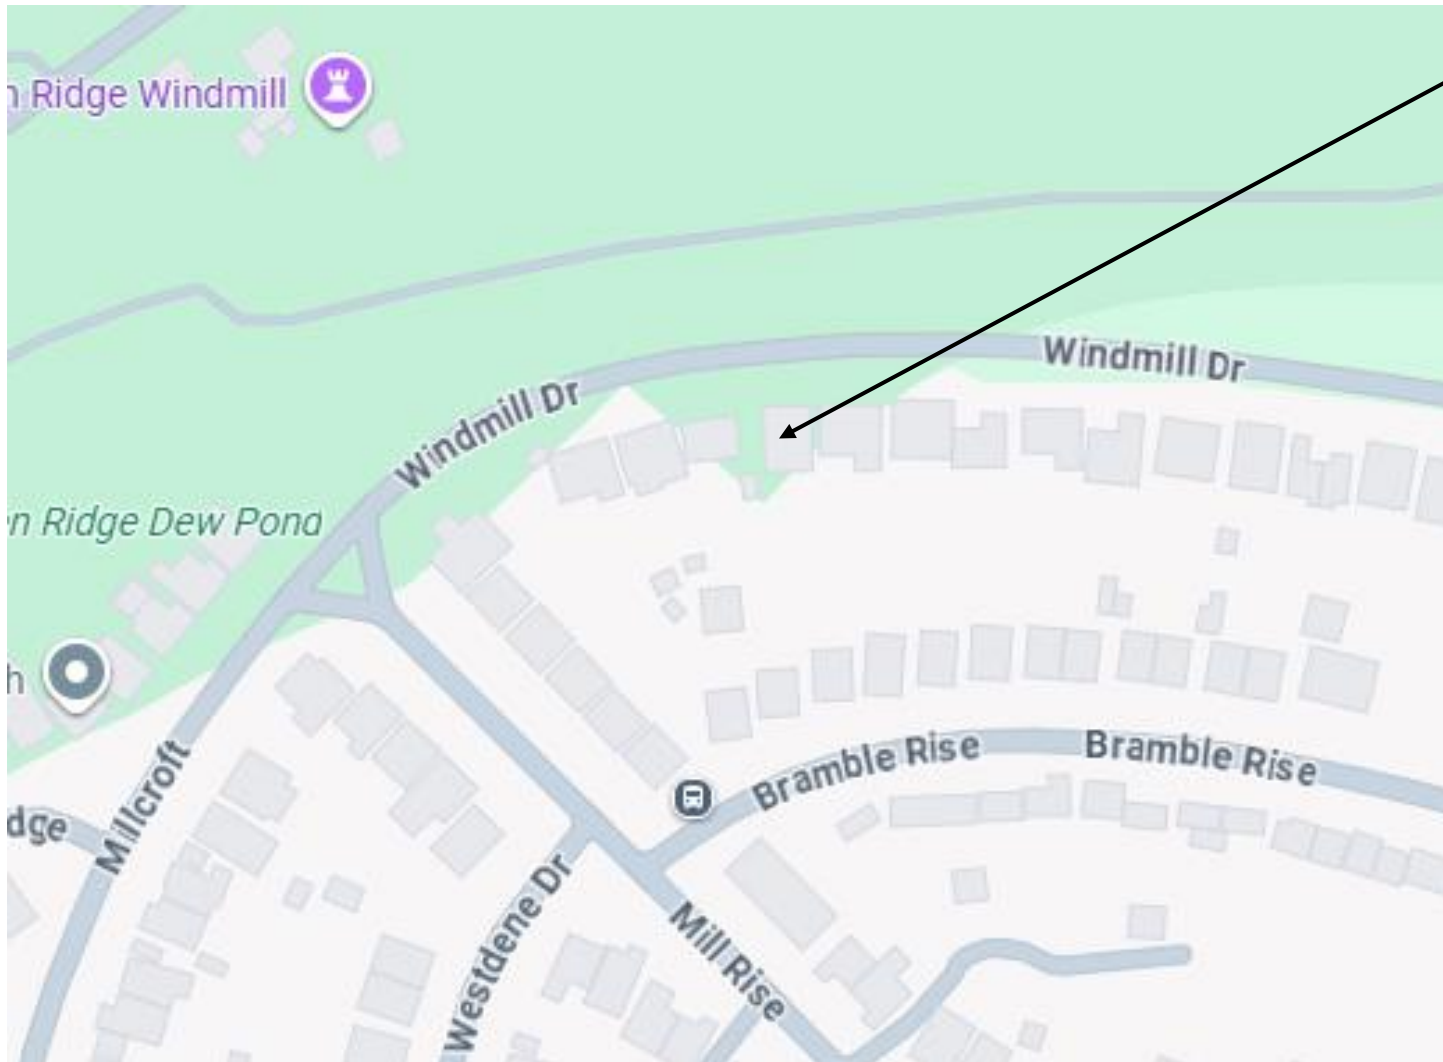 n Ridge Windmill
Windmill Dr
Windmill Dr
en Ridge Dew Pond
h
Millcroft
dge
Bramble Rise
Bramble Rise
Westdene Dr
Mill Rise